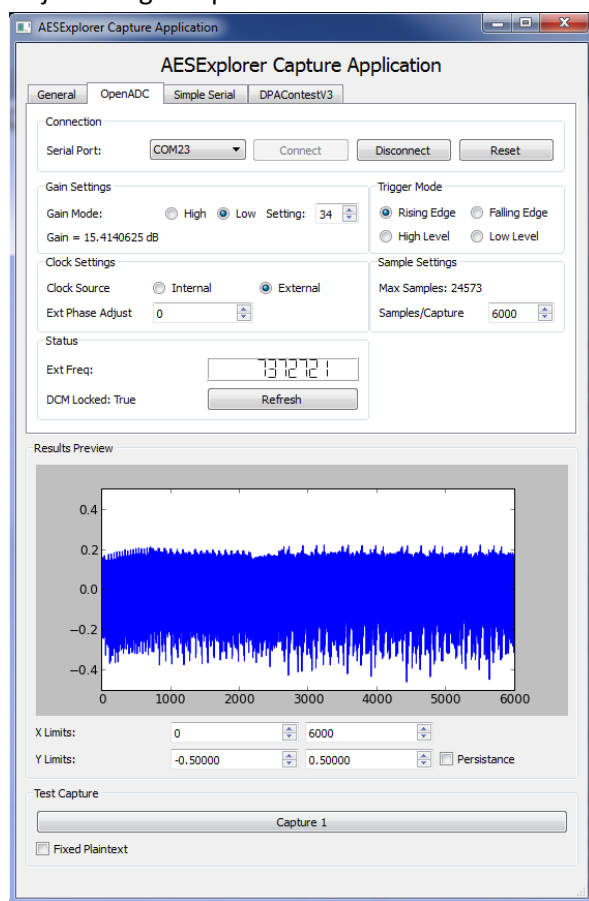 AESExplorer Capture Application
AESExplorer Capture Application
General OpenADC Simple Serial DPAContestV3
Connection
Serial Port: COM23 Connect Disconnect Reset
Gain Settings
Gain Mode: High Low Setting: 34
Gain = 15.4140625 dB
Trigger Mode
Rising Edge Falling Edge
High Level Low Level
Clock Settings
Clock Source Internal External
Ext Phase Adjust 0
Sample Settings
Max Samples: 24573
Samples/Capture 6000
Status
Ext Freq: 7372721
DCM Locked: True Refresh
Results Preview
0.4
0.2
0.0
−0.2
−0.4
0 1000 2000 3000 4000 5000 6000
X Limits: 0 6000
Y Limits: -0.50000 0.50000 Persistance
Test Capture
Capture 1
Fixed Plaintext